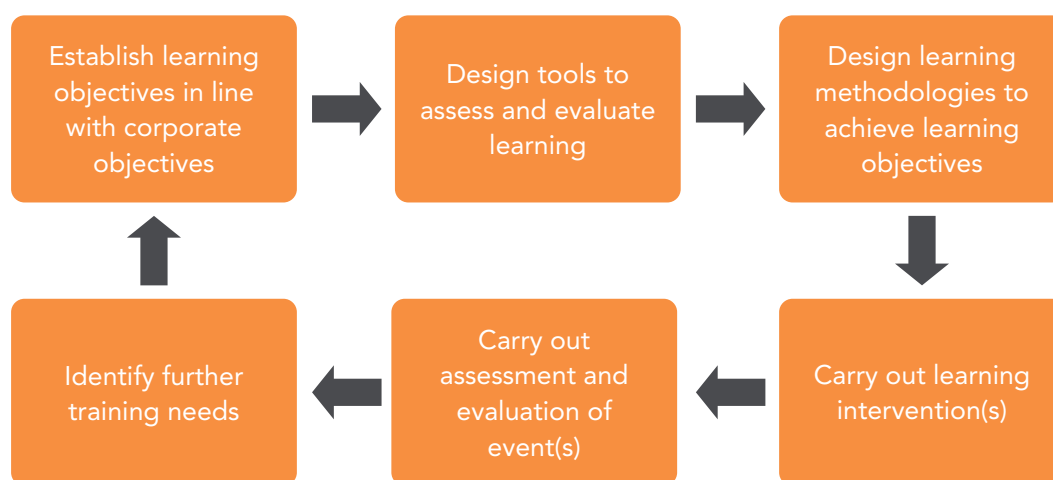 Establish learning
objectives in line
with corporate
objectives
Design tools to
assess and evaluate
learning
Design learning
methodologies to
achieve learning
objectives
Identify further
training needs
Carry out
assessment and
evaluation of
event(s)
Carry out learning
intervention(s)